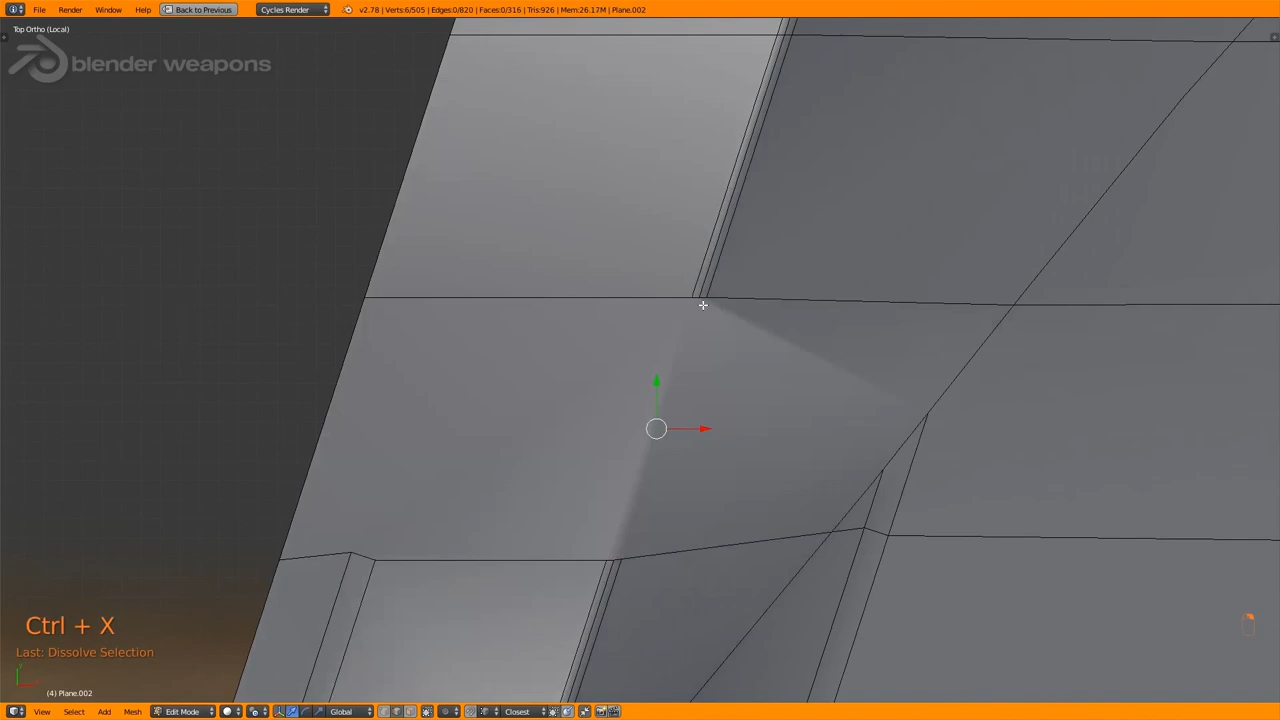 File Render Window Help Back to Previous Cycles Render v2.78 | Verts:6/505 | Edges:0/820 | Faces:0/316 | Tris:926 | Mem:26.17M | Plane.002
Top Ortho (Local)
blender weapons
Ctrl + X
Last: Dissolve Selection
(4) Plane.002
View Select Add Mesh Edit Mode Global Closest